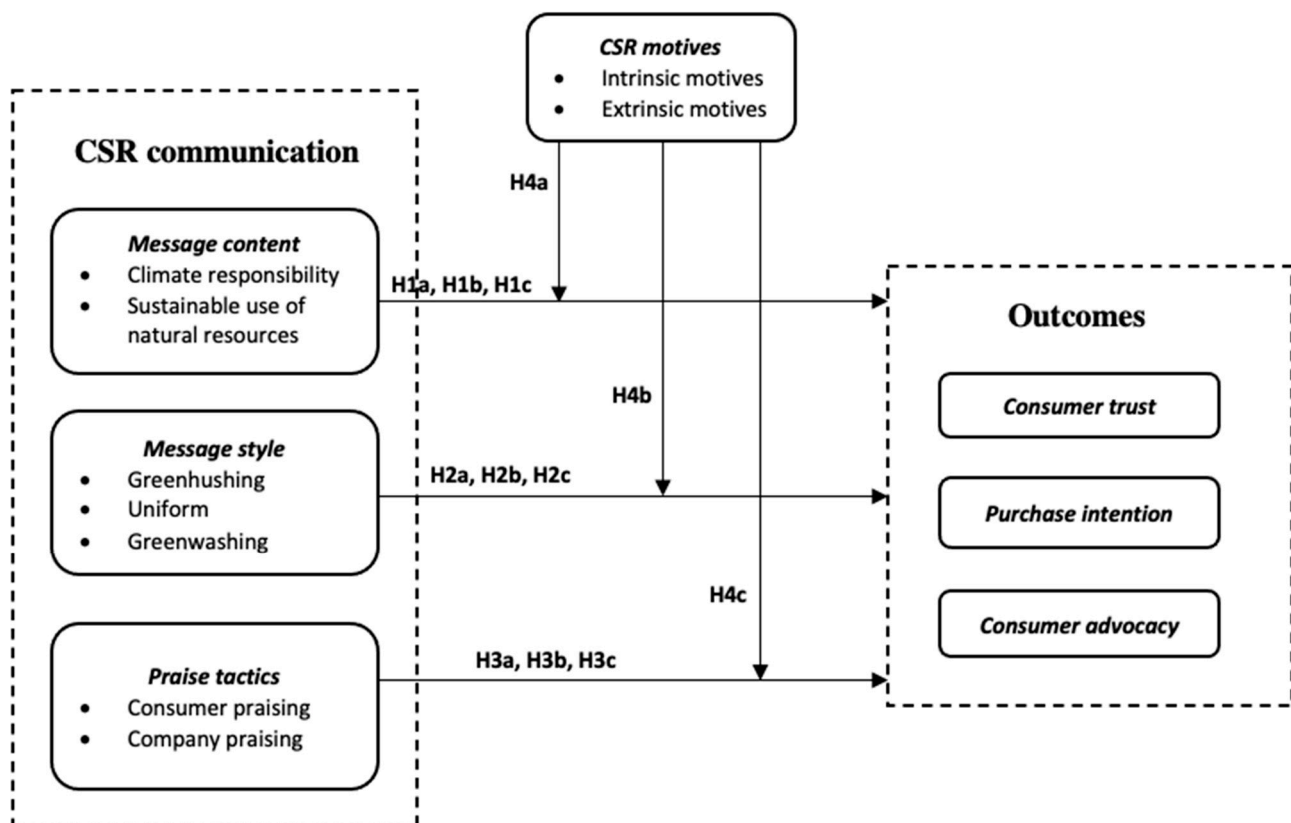 CSR motives
• Intrinsic motives
• Extrinsic motives
CSR communication
H4a
Message content
• Climate responsibility
• Sustainable use of
natural resources
H1a, H1b, H1c
Outcomes
Consumer trust
H4b
Message style
• Greenhushing
• Uniform
• Greenwashing
H2a, H2b, H2c
Purchase intention
H4c
Consumer advocacy
Praise tactics
• Consumer praising
• Company praising
H3a, H3b, H3c